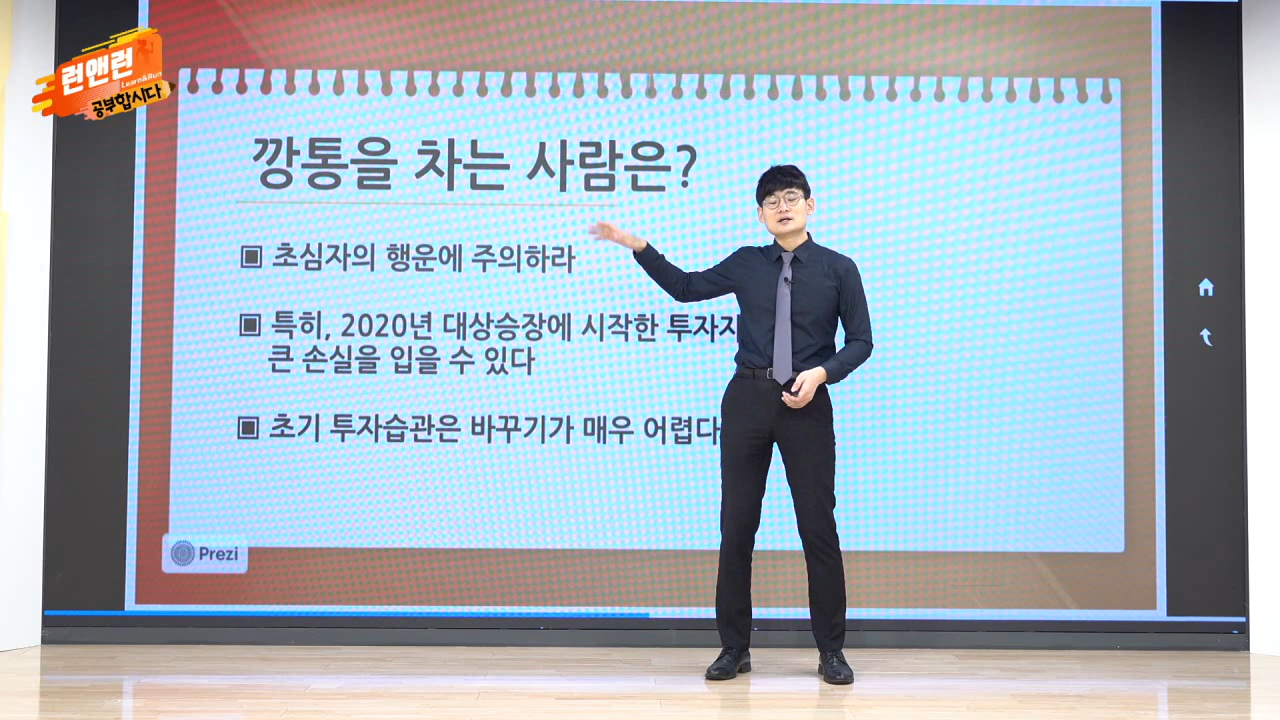 런앤런
Learn&Run
공부합시다
깡통을 차는 사람은?
▣ 초심자의 행운에 주의하라
▣ 특히, 2020년 대상승장에 시작한
큰 손실을 입을 수 있다
▣ 초기 투자습관은 바꾸기가 매우 어렵다
Prezi